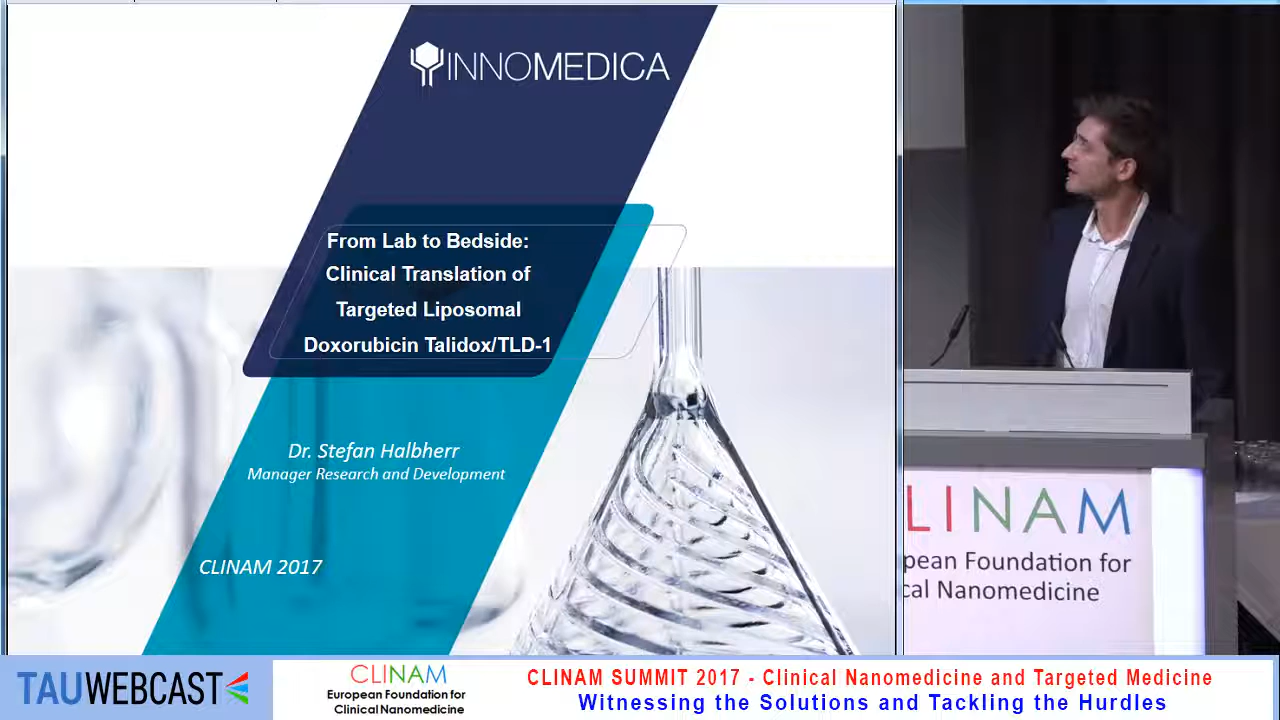 INNOMEDICA
From Lab to Bedside:
Clinical Translation of
Targeted Liposomal
Doxorubicin Talidox/TLD-1
Dr. Stefan Halbherr
Manager Research and Development
CLINAM 2017
LINAM
pean Foundation for
cal Nanomedicine
TAUWEBCAST
CLINAM
European Foundation for
Clinical Nanomedicine
CLINAM SUMMIT 2017 - Clinical Nanomedicine and Targeted Medicine
Witnessing the Solutions and Tackling the Hurdles